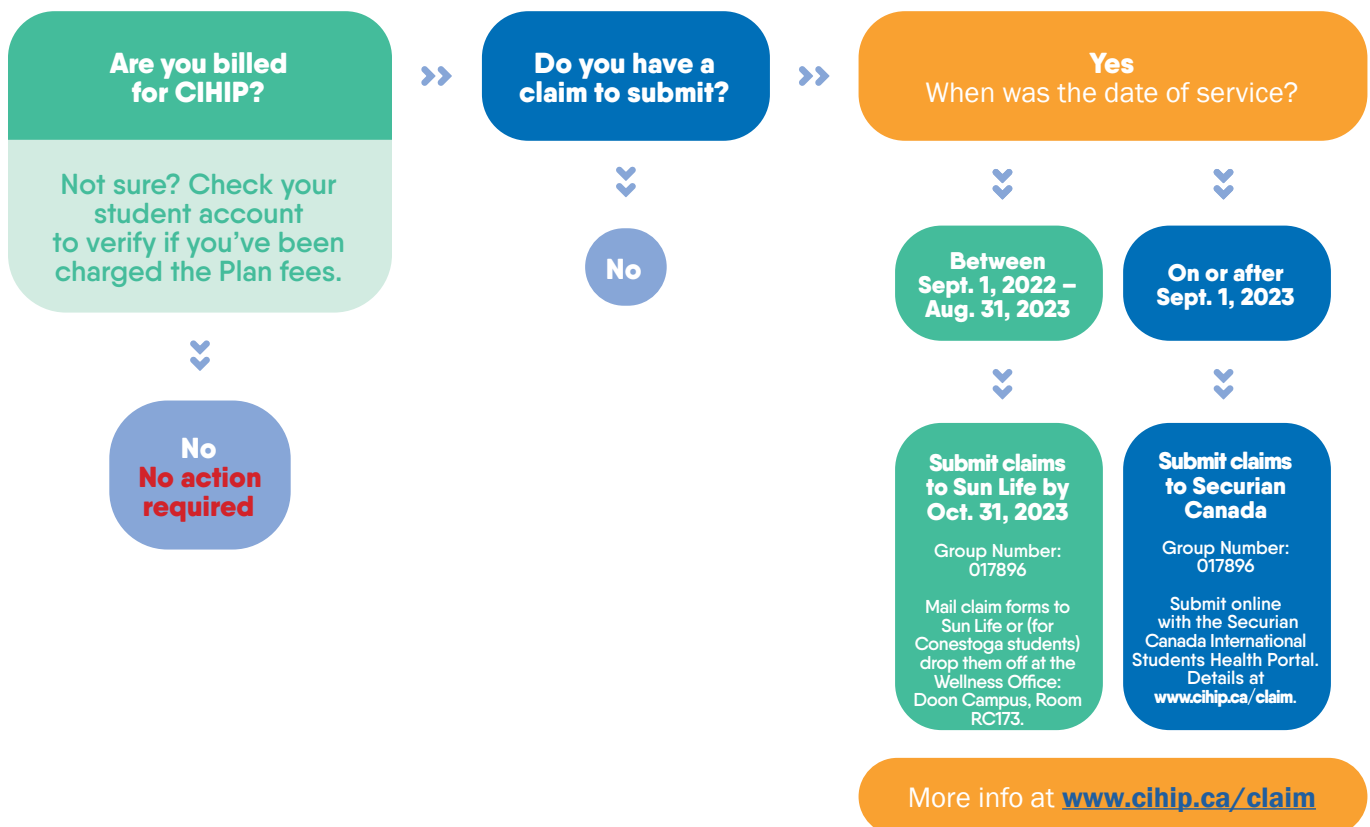 Are you billed
for CIHIP?
Not sure? Check your
student account
to verify if you've been
charged the Plan fees.
No
No action
required
Do you have a
claim to submit?
No
Yes
When was the date of service?
Between
Sept. 1, 2022 –
Aug. 31, 2023
Submit claims
to Sun Life by
Oct. 31, 2023
Group Number:
017896
Mail claim forms to
Sun Life or (for
Conestoga students)
drop them off at the
Wellness Office:
Doon Campus, Room
RC173.
On or after
Sept. 1, 2023
Submit claims
to Securian
Canada
Group Number:
017896
Submit online
with the Securian
Canada International
Students Health Portal.
Details at
www.cihip.ca/claim.
More info at www.cihip.ca/claim